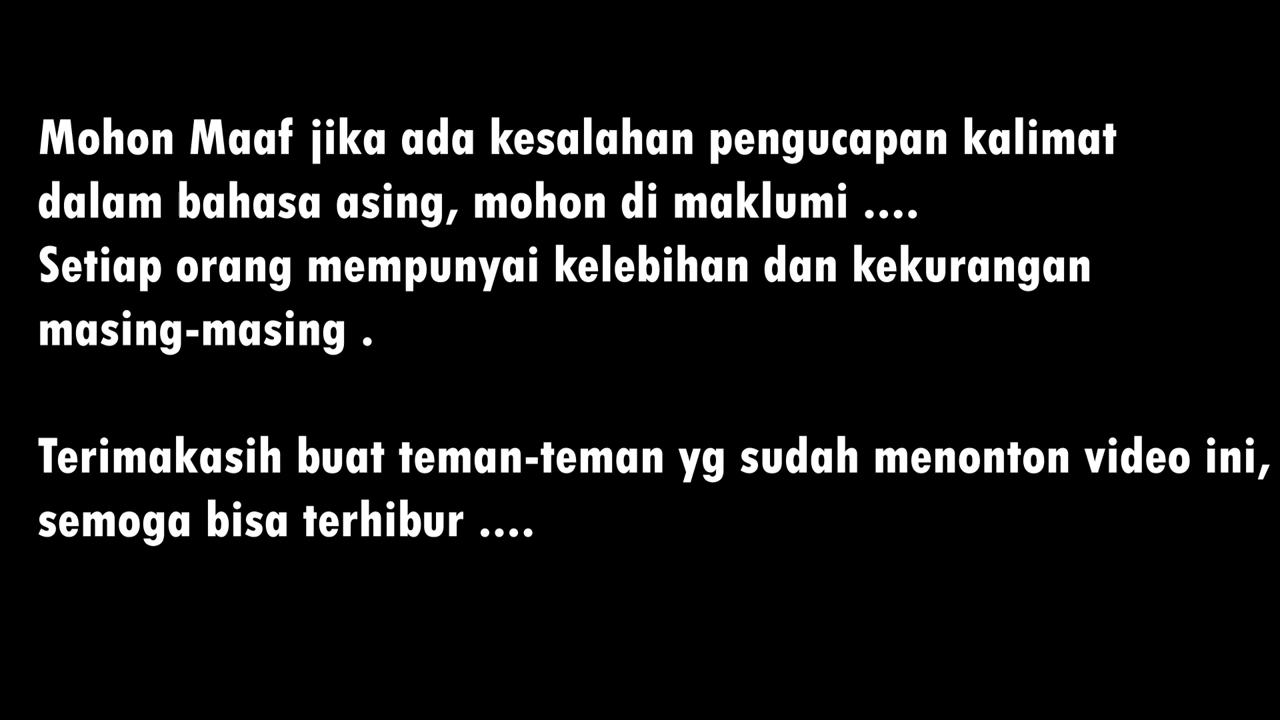 Mohon Maaf jika ada kesalahan pengucapan kalimat
dalam bahasa asing, mohon di maklumi ....
Setiap orang mempunyai kelebihan dan kekurangan
masing-masing .
Terimakasih buat teman-teman yg sudah menonton video ini,
semoga bisa terhibur ....